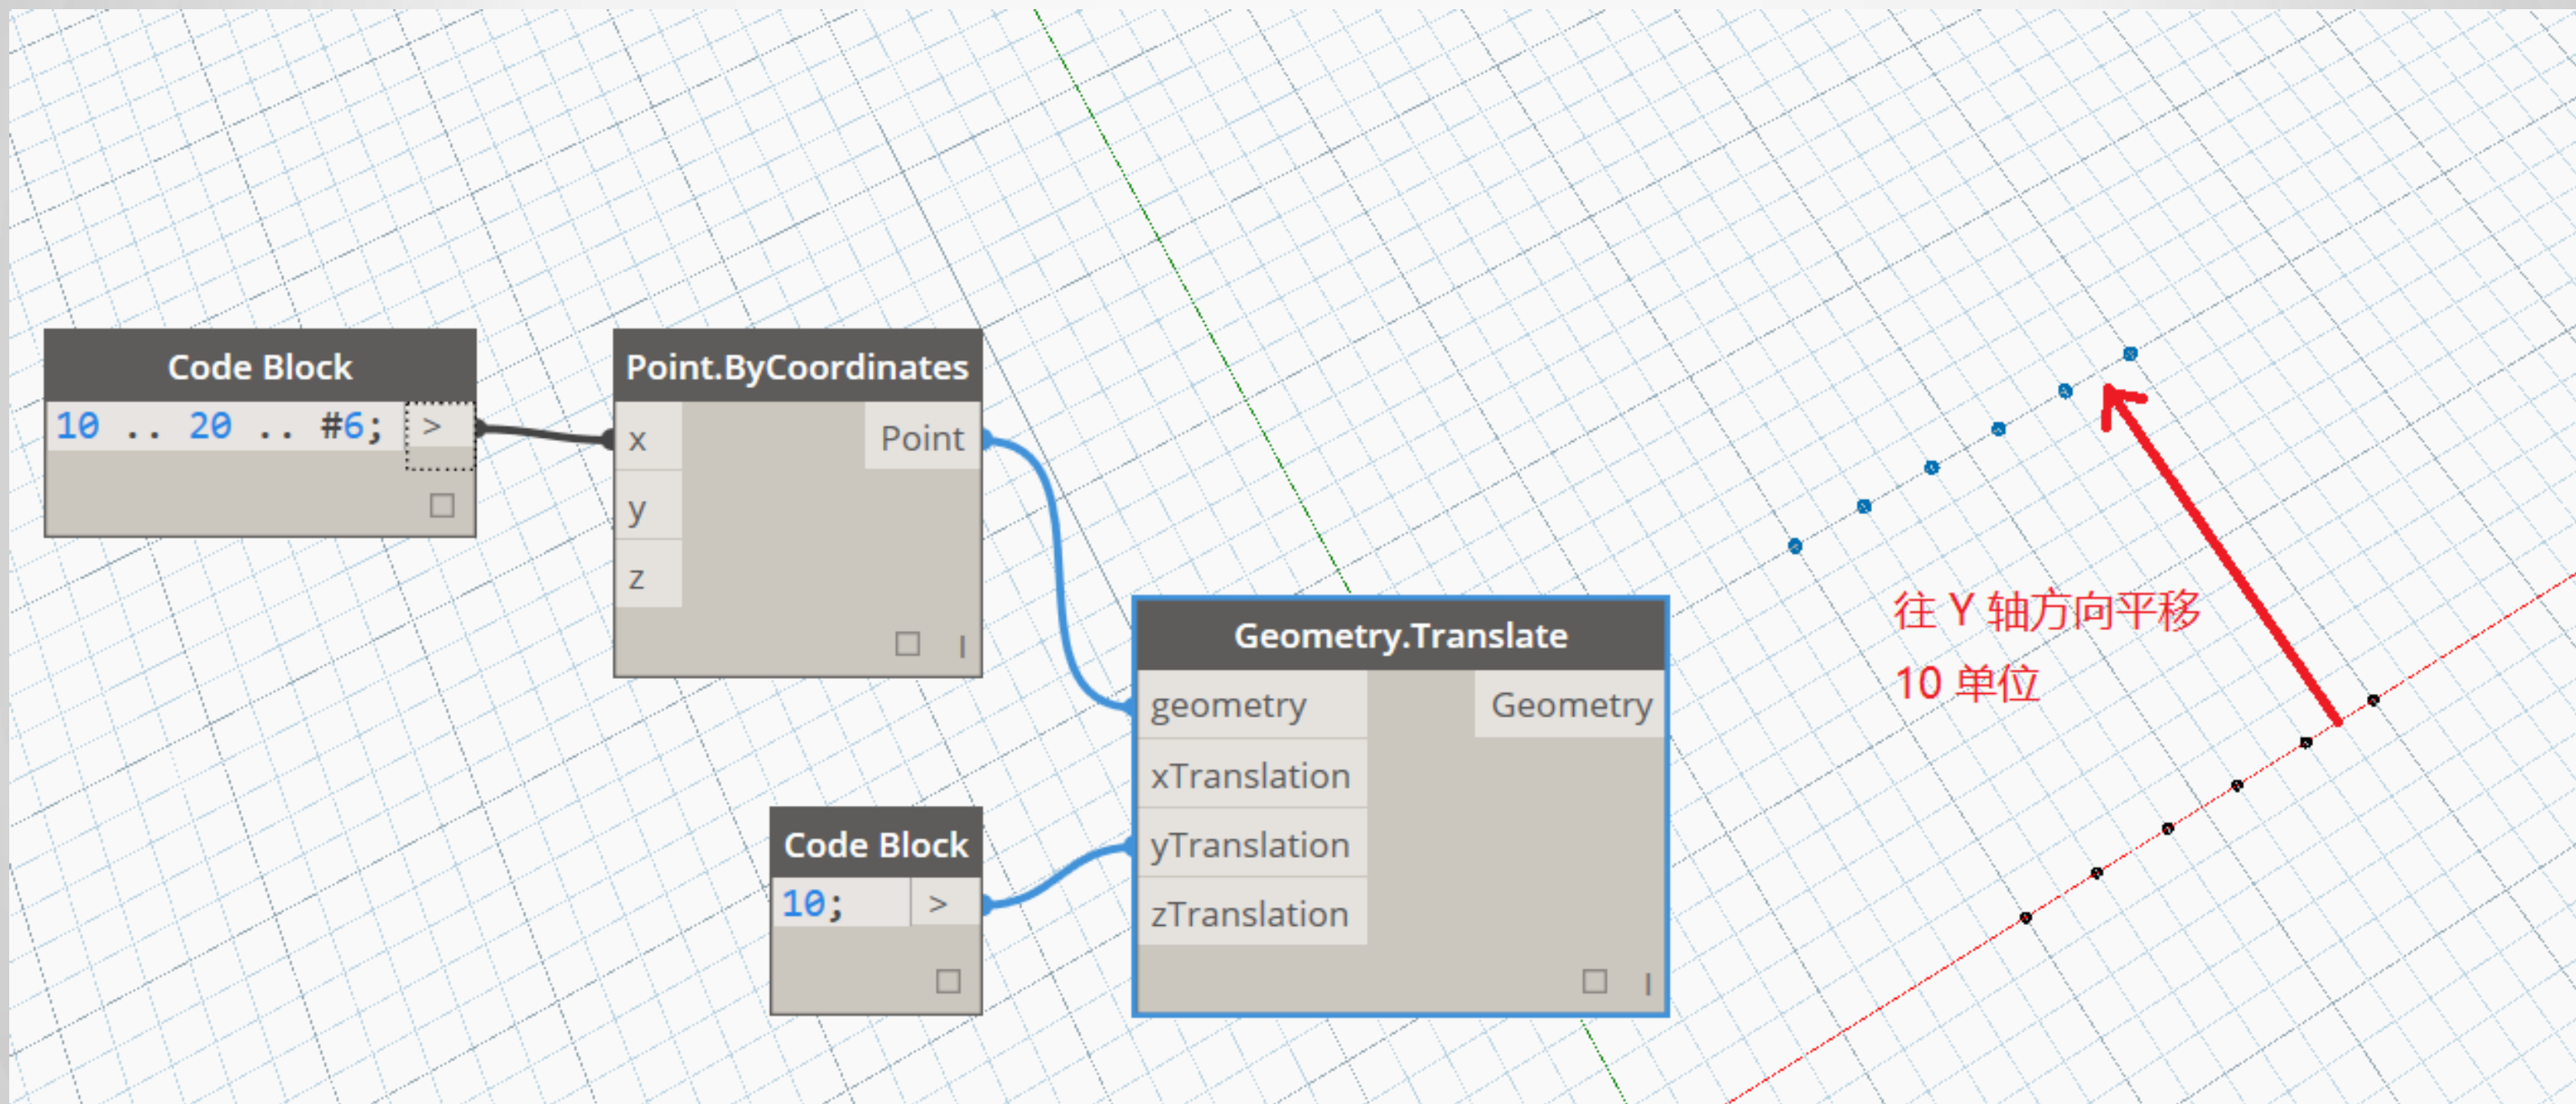 Code Block
10 .. 20 .. #6; >
Point.ByCoordinates
x Point
y
z
l
Code Block
10; >
Geometry.Translate
geometry Geometry
xTranslation
yTranslation
zTranslation
l
往 Y 轴方向平移
10 单位